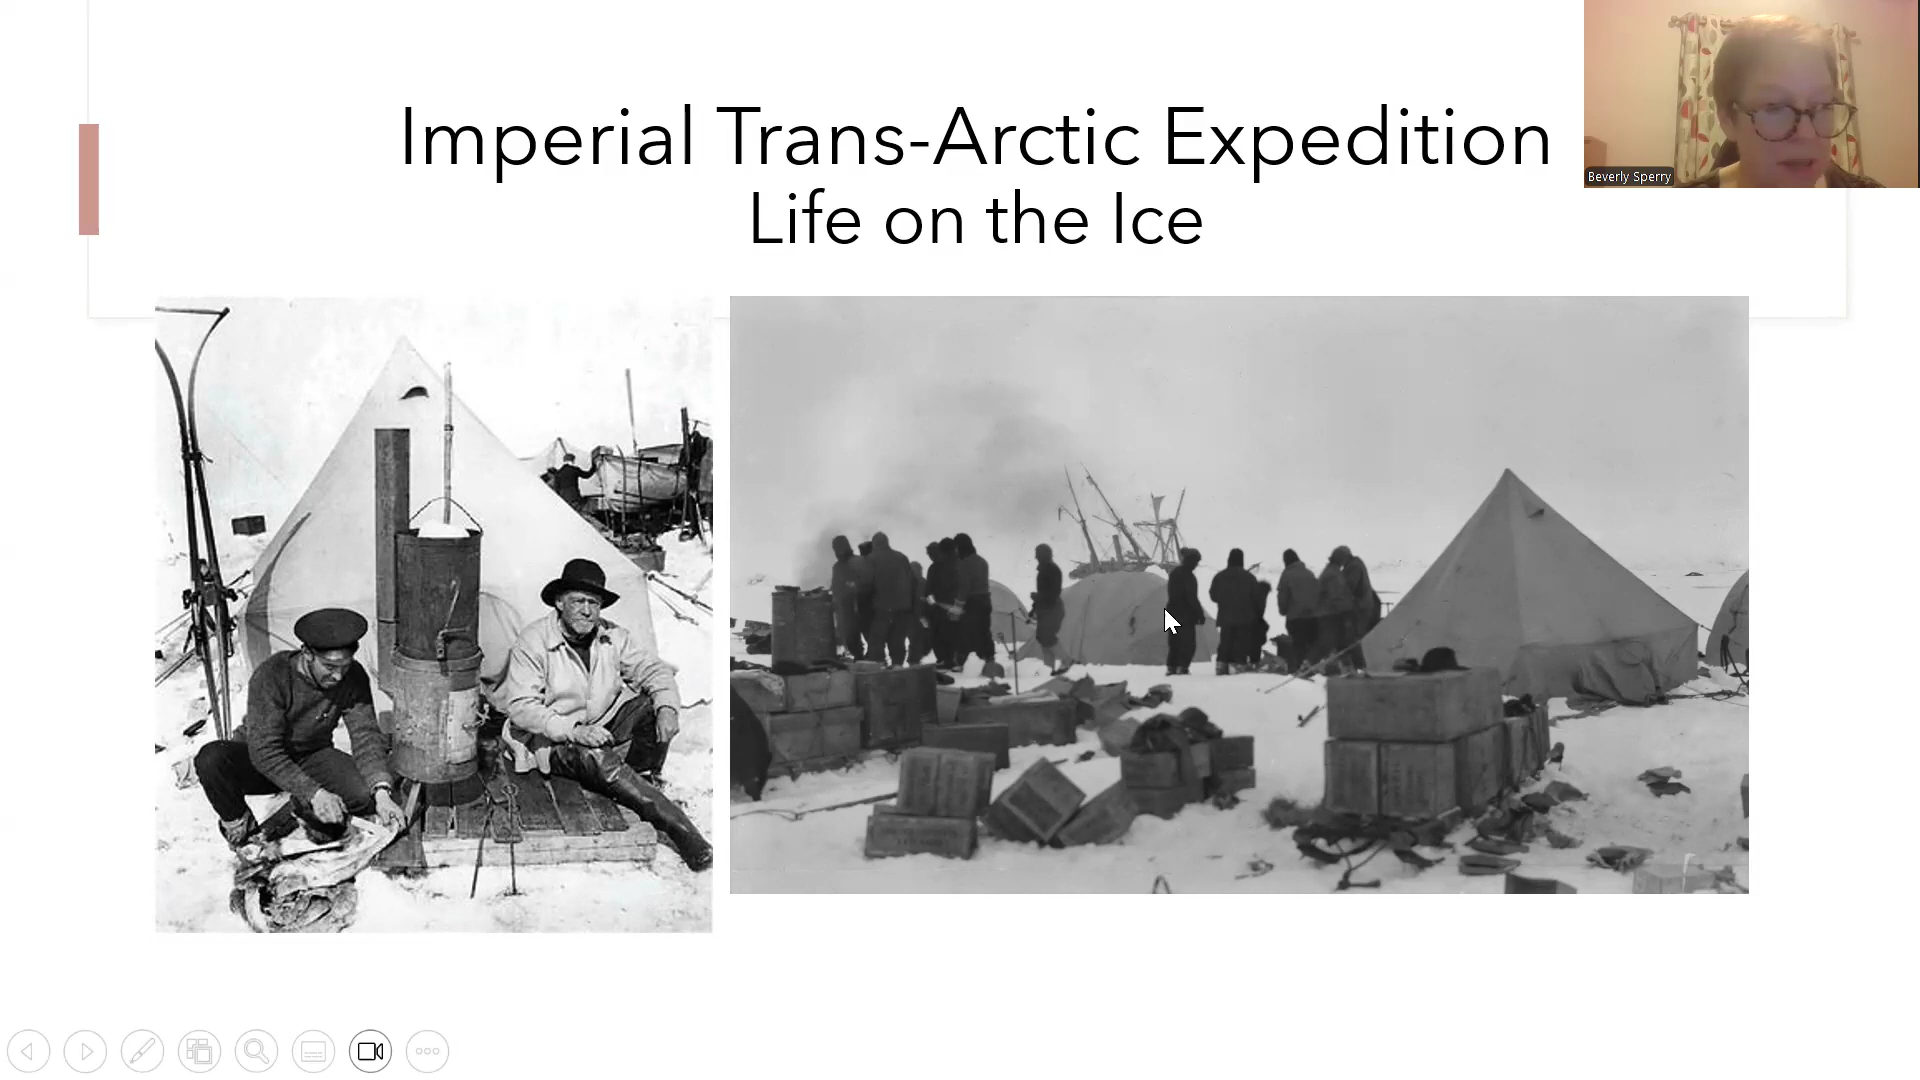 Imperial Trans-Arctic Expedition
Life on the Ice
Beverly Sperry